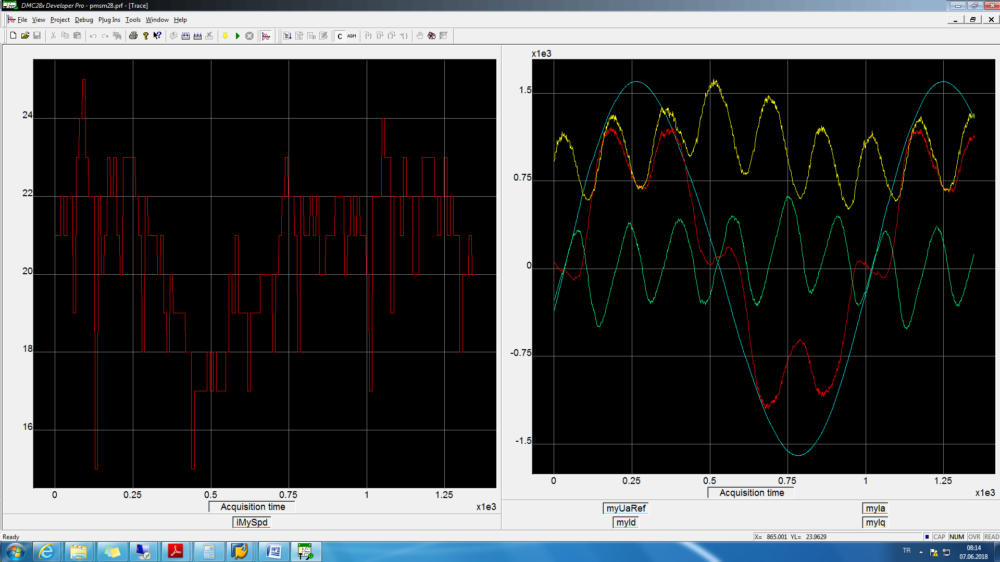 DMC28x Developer Pro - pmsm28.prf - [Trace]
File View Project Debug Plug Ins Tools Window Help
C ASM
24
22
20
18
16
0 0.25 0.5 0.75 1 1.25
Acquisition time x1e3
iMySpd
x1e3
1.5
0.75
0
-0.75
-1.5
0 0.25 0.5 0.75 1 1.25
Acquisition time x1e3
myUaRef myIa
myId myIq
Ready X= 865.001 YL= 23.9629 CAP NUM OVR READ
TR 08:14
07.06.2018